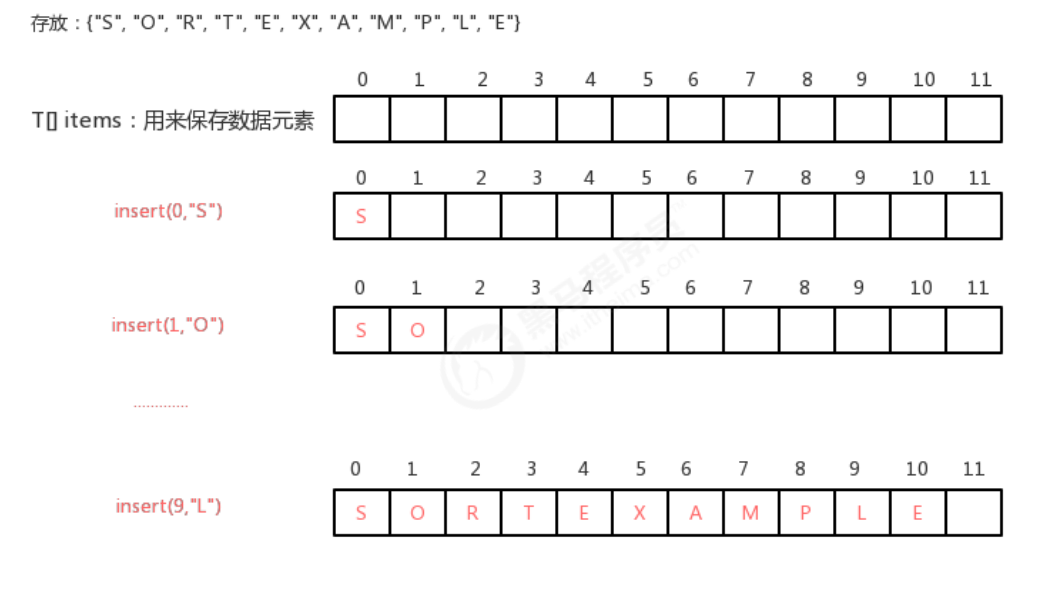 存放：{"S", "O", "R", "T", "E", "X", "A", "M", "P", "L", "E"}
0 1 2 3 4 5 6 7 8 9 10 11
T[] items：用来保存数据元素
0 1 2 3 4 5 6 7 8 9 10 11
insert(0,"S") S
0 1 2 3 4 5 6 7 8 9 10 11
insert(1,"O") S O
黑马程序员
.............
0 1 2 3 4 5 6 7 8 9 10 11
insert(9,"L") S O R T E X A M P L E